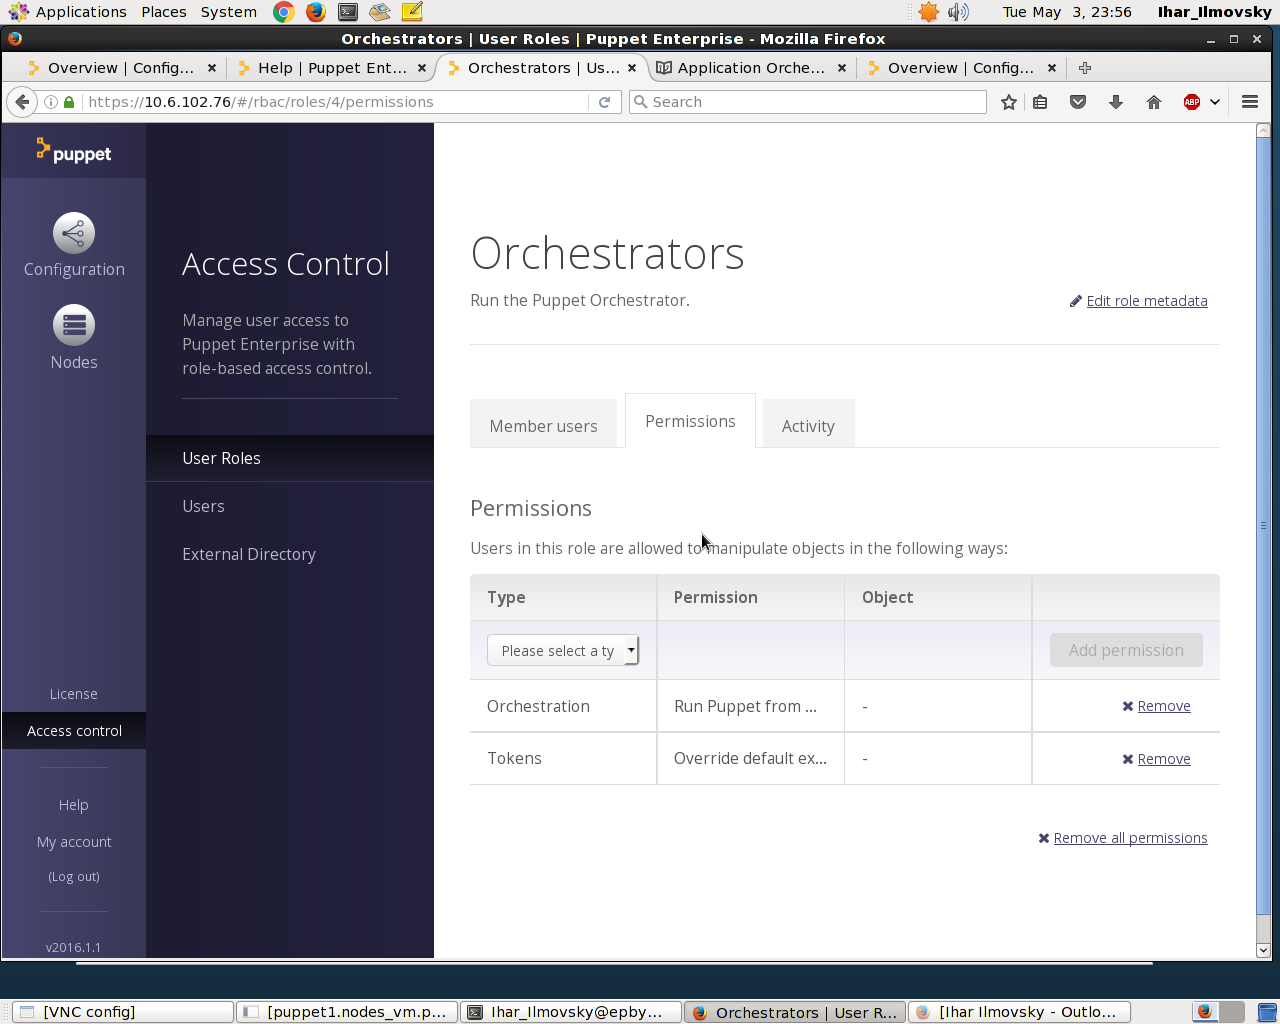 Applications Places System
Tue May 3, 23:56 Ihar_Ilmovsky
Orchestrators | User Roles | Puppet Enterprise - Mozilla Firefox
Overview | Config...
Help | Puppet Ent...
Orchestrators | Us...
Application Orche...
Overview | Config...
https://10.6.102.76/#/rbac/roles/4/permissions
Search
ABP
puppet
Configuration
Nodes
License
Access control
Help
My account
(Log out)
v2016.1.1
Access Control
Manage user access to
Puppet Enterprise with
role-based access control.
User Roles
Users
External Directory
Orchestrators
Run the Puppet Orchestrator.
Edit role metadata
Member users
Permissions
Activity
Permissions
Users in this role are allowed to manipulate objects in the following ways:
Type Permission Object
Please select a ty
Add permission
Orchestration Run Puppet from ... - Remove
Tokens Override default ex... - Remove
Remove all permissions
[VNC config]
[puppet1.nodes_vm.p...
Ihar_Ilmovsky@epby...
Orchestrators | User R...
[Ihar Ilmovsky - Outlo...